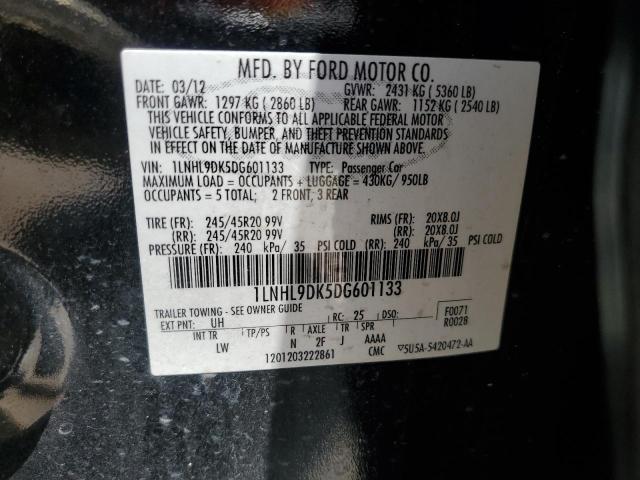 MFD. BY FORD MOTOR CO.
DATE: 03/12 GVWR: 2431 KG ( 5360 LB)
FRONT GAWR: 1297 KG ( 2860 LB) REAR GAWR: 1152 KG ( 2540 LB)
THIS VEHICLE CONFORMS TO ALL APPLICABLE FEDERAL MOTOR
VEHICLE SAFETY, BUMPER, AND THEFT PREVENTION STANDARDS
IN EFFECT ON THE DATE OF MANUFACTURE SHOWN ABOVE.
VIN: 1LNHL9DK5DG601133 TYPE: Passenger Car
MAXIMUM LOAD = OCCUPANTS + LUGGAGE = 430KG/ 950LB
OCCUPANTS = 5 TOTAL; 2 FRONT, 3 REAR
TIRE (FR): 245/45R20 99V RIMS (FR): 20X8.0J
(RR): 245/45R20 99V (RR): 20X8.0J
PRESSURE (FR): 240 kPa/ 35 PSI COLD (RR): 240 kPa/ 35 PSI COLD
1LNHL9DK5DG601133
TRAILER TOWING - SEE OWNER GUIDE
EXT PNT: UH RC: 25 DSO: F0071
R0028
INT TR TP/PS R AXLE TR SPR
LW N 2F J AAAA
1201203222861 CMC 5U5A-5420472-AA